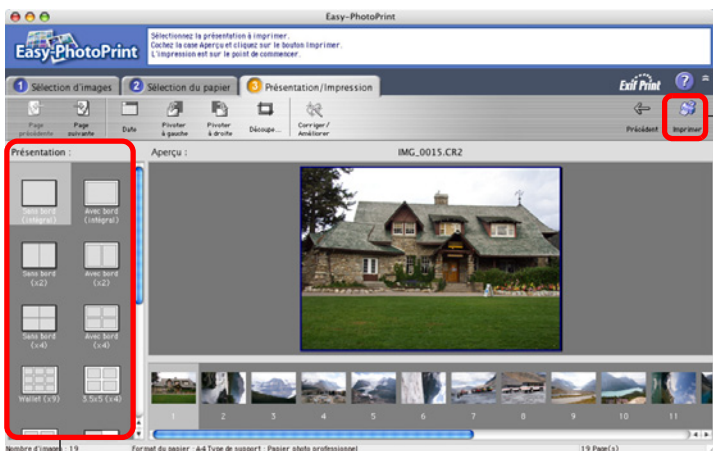 Easy-PhotoPrint
Easy-PhotoPrint
Sélectionnez la présentation à imprimer.
Cochez la case Aperçu et cliquez sur le bouton Imprimer.
L'impression est sur le point de commencer.
1 Sélection d'images
2 Sélection du papier
3 Présentation/Impression
Exif Print
?
Page précédente
Page suivante
Date
Pivoter à gauche
Pivoter à droite
Découpe...
Corriger/ Améliorer
Précédent
Imprimer
Présentation :
Aperçu :
IMG_0015.CR2
Sans bord (intégral)
Avec bord (intégral)
Sans bord (x2)
Avec bord (x2)
Sans bord (x4)
Avec bord (x4)
Wallet (x9)
3.5x5 (x4)
1 2 3 4 5 6 7 8 9 10 11
Nombre d'images : 19
Format du papier : A4 Type de support : Papier photo professionnel
19 Page(s)